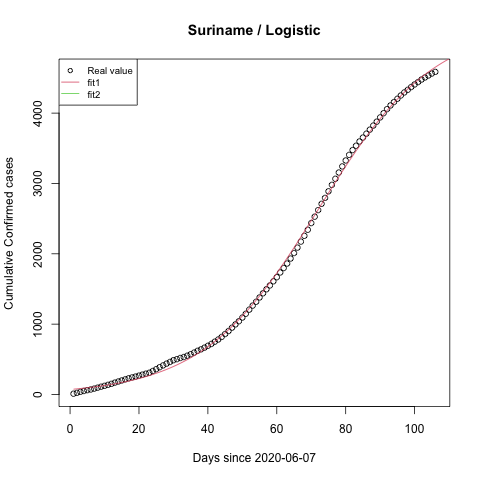 Suriname / Logistic
Real value
fit1
fit2
Cumulative Confirmed cases
4000
3000
2000
1000
0
0 20 40 60 80 100
Days since 2020-06-07